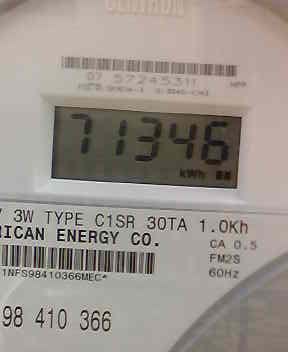 CENTRON
07 57245311
71346
kWh
3W TYPE C1SR 30TA 1.0Kh
RICAN ENERGY CO.
CA 0.5
FM2S
60Hz
1NFS98410366MEC*
98 410 366